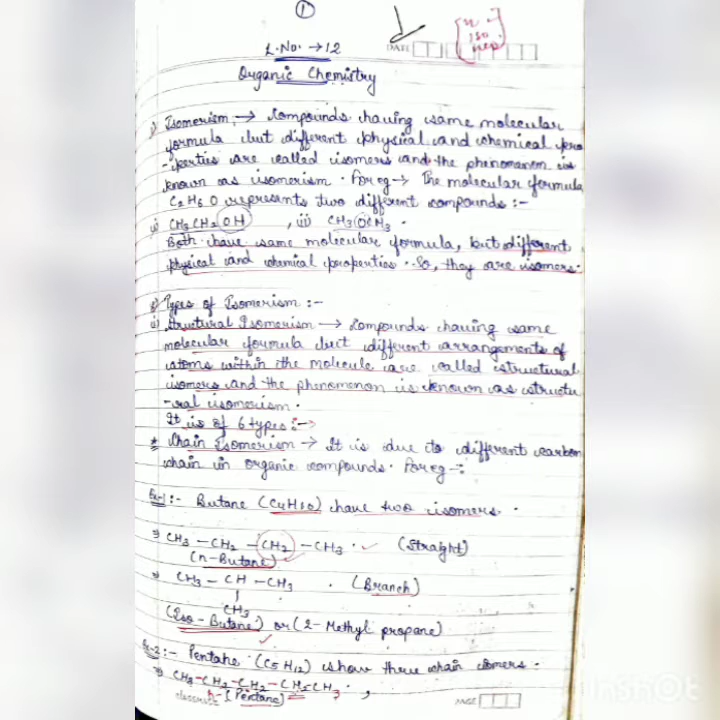 1
n-
iso
neo
L.No. → 12
DATE
Organic Chemistry
Isomerism :→ Compounds having same molecular
formula but different physical and chemical pro
-perties are called isomers and the phenomenon is
known as isomerism. For eg → The molecular formula
C2H6O represents two different compounds :-
i) CH3CH2OH , ii) CH3OCH3.
Both have same molecular formula, but different
physical and chemical properties. So, they are isomers.
Types of Isomerism :-
Structural Isomerism → Compounds having same
molecular formula but different arrangements of
atoms within the molecule are called structural
isomers and the phenomenon is known as structu
-ral isomerism.
It is of 6 types :→
* Chain Isomerism → It is due to different carbon
chain in organic compounds. For eg -:
Ex-1 :- Butane (C4H10) have two isomers.
⇒ CH3 - CH2 - CH2 - CH3. (Straight)
(n-Butane)
⇒ CH3 - CH - CH3 . (Branch)
CH3
(Iso-Butane) or (2-Methyl propane)
Ex-2 :- Pentane (C5H12) show three chain isomers.
⇒ CH3-CH2-CH2-CH2-CH3. ,
n-(Pentane)
PAGE
InShOt